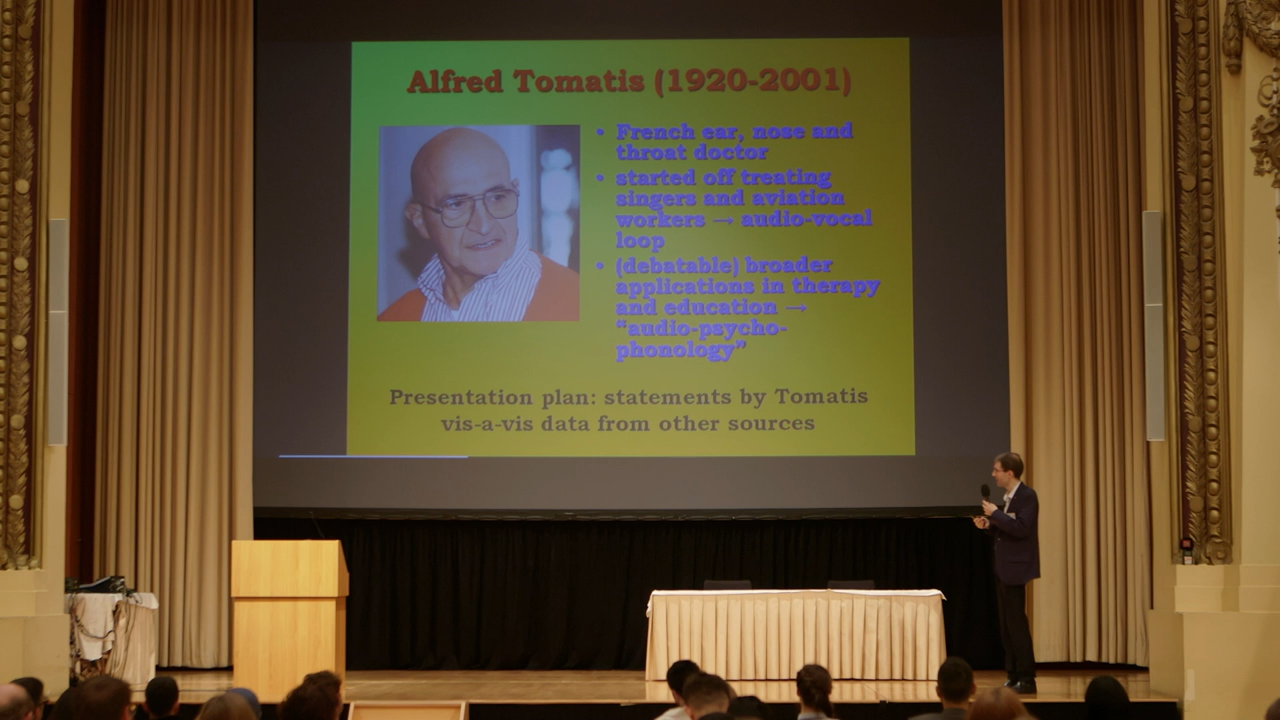 Alfred Tomatis (1920-2001)
• French ear, nose and
throat doctor
• started off treating
singers and aviation
workers → audio-vocal
loop
• (debatable) broader
applications in therapy
and education →
“audio-psycho-
phonology”
Presentation plan: statements by Tomatis
vis-a-vis data from other sources